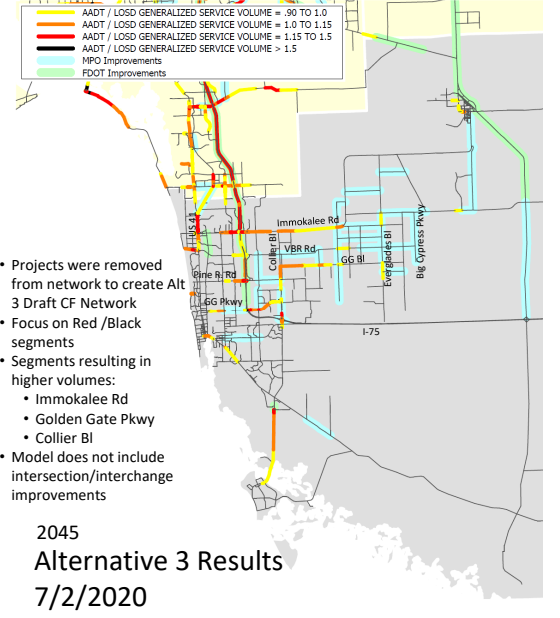 AADT / LOSD GENERALIZED SERVICE VOLUME = .90 TO 1.0
AADT / LOSD GENERALIZED SERVICE VOLUME = 1.0 TO 1.15
AADT / LOSD GENERALIZED SERVICE VOLUME = 1.15 TO 1.5
AADT / LOSD GENERALIZED SERVICE VOLUME > 1.5
MPO Improvements
FDOT Improvements
US 41
Immokalee Rd
Collier Bl
VBR Rd
GG Bl
Everglades Bl
Big Cypress Pkwy
Pine R. Rd
GG Pkwy
I-75
• Projects were removed
from network to create Alt
3 Draft CF Network
• Focus on Red /Black
segments
• Segments resulting in
higher volumes:
• Immokalee Rd
• Golden Gate Pkwy
• Collier Bl
• Model does not include
intersection/interchange
improvements
2045
Alternative 3 Results
7/2/2020